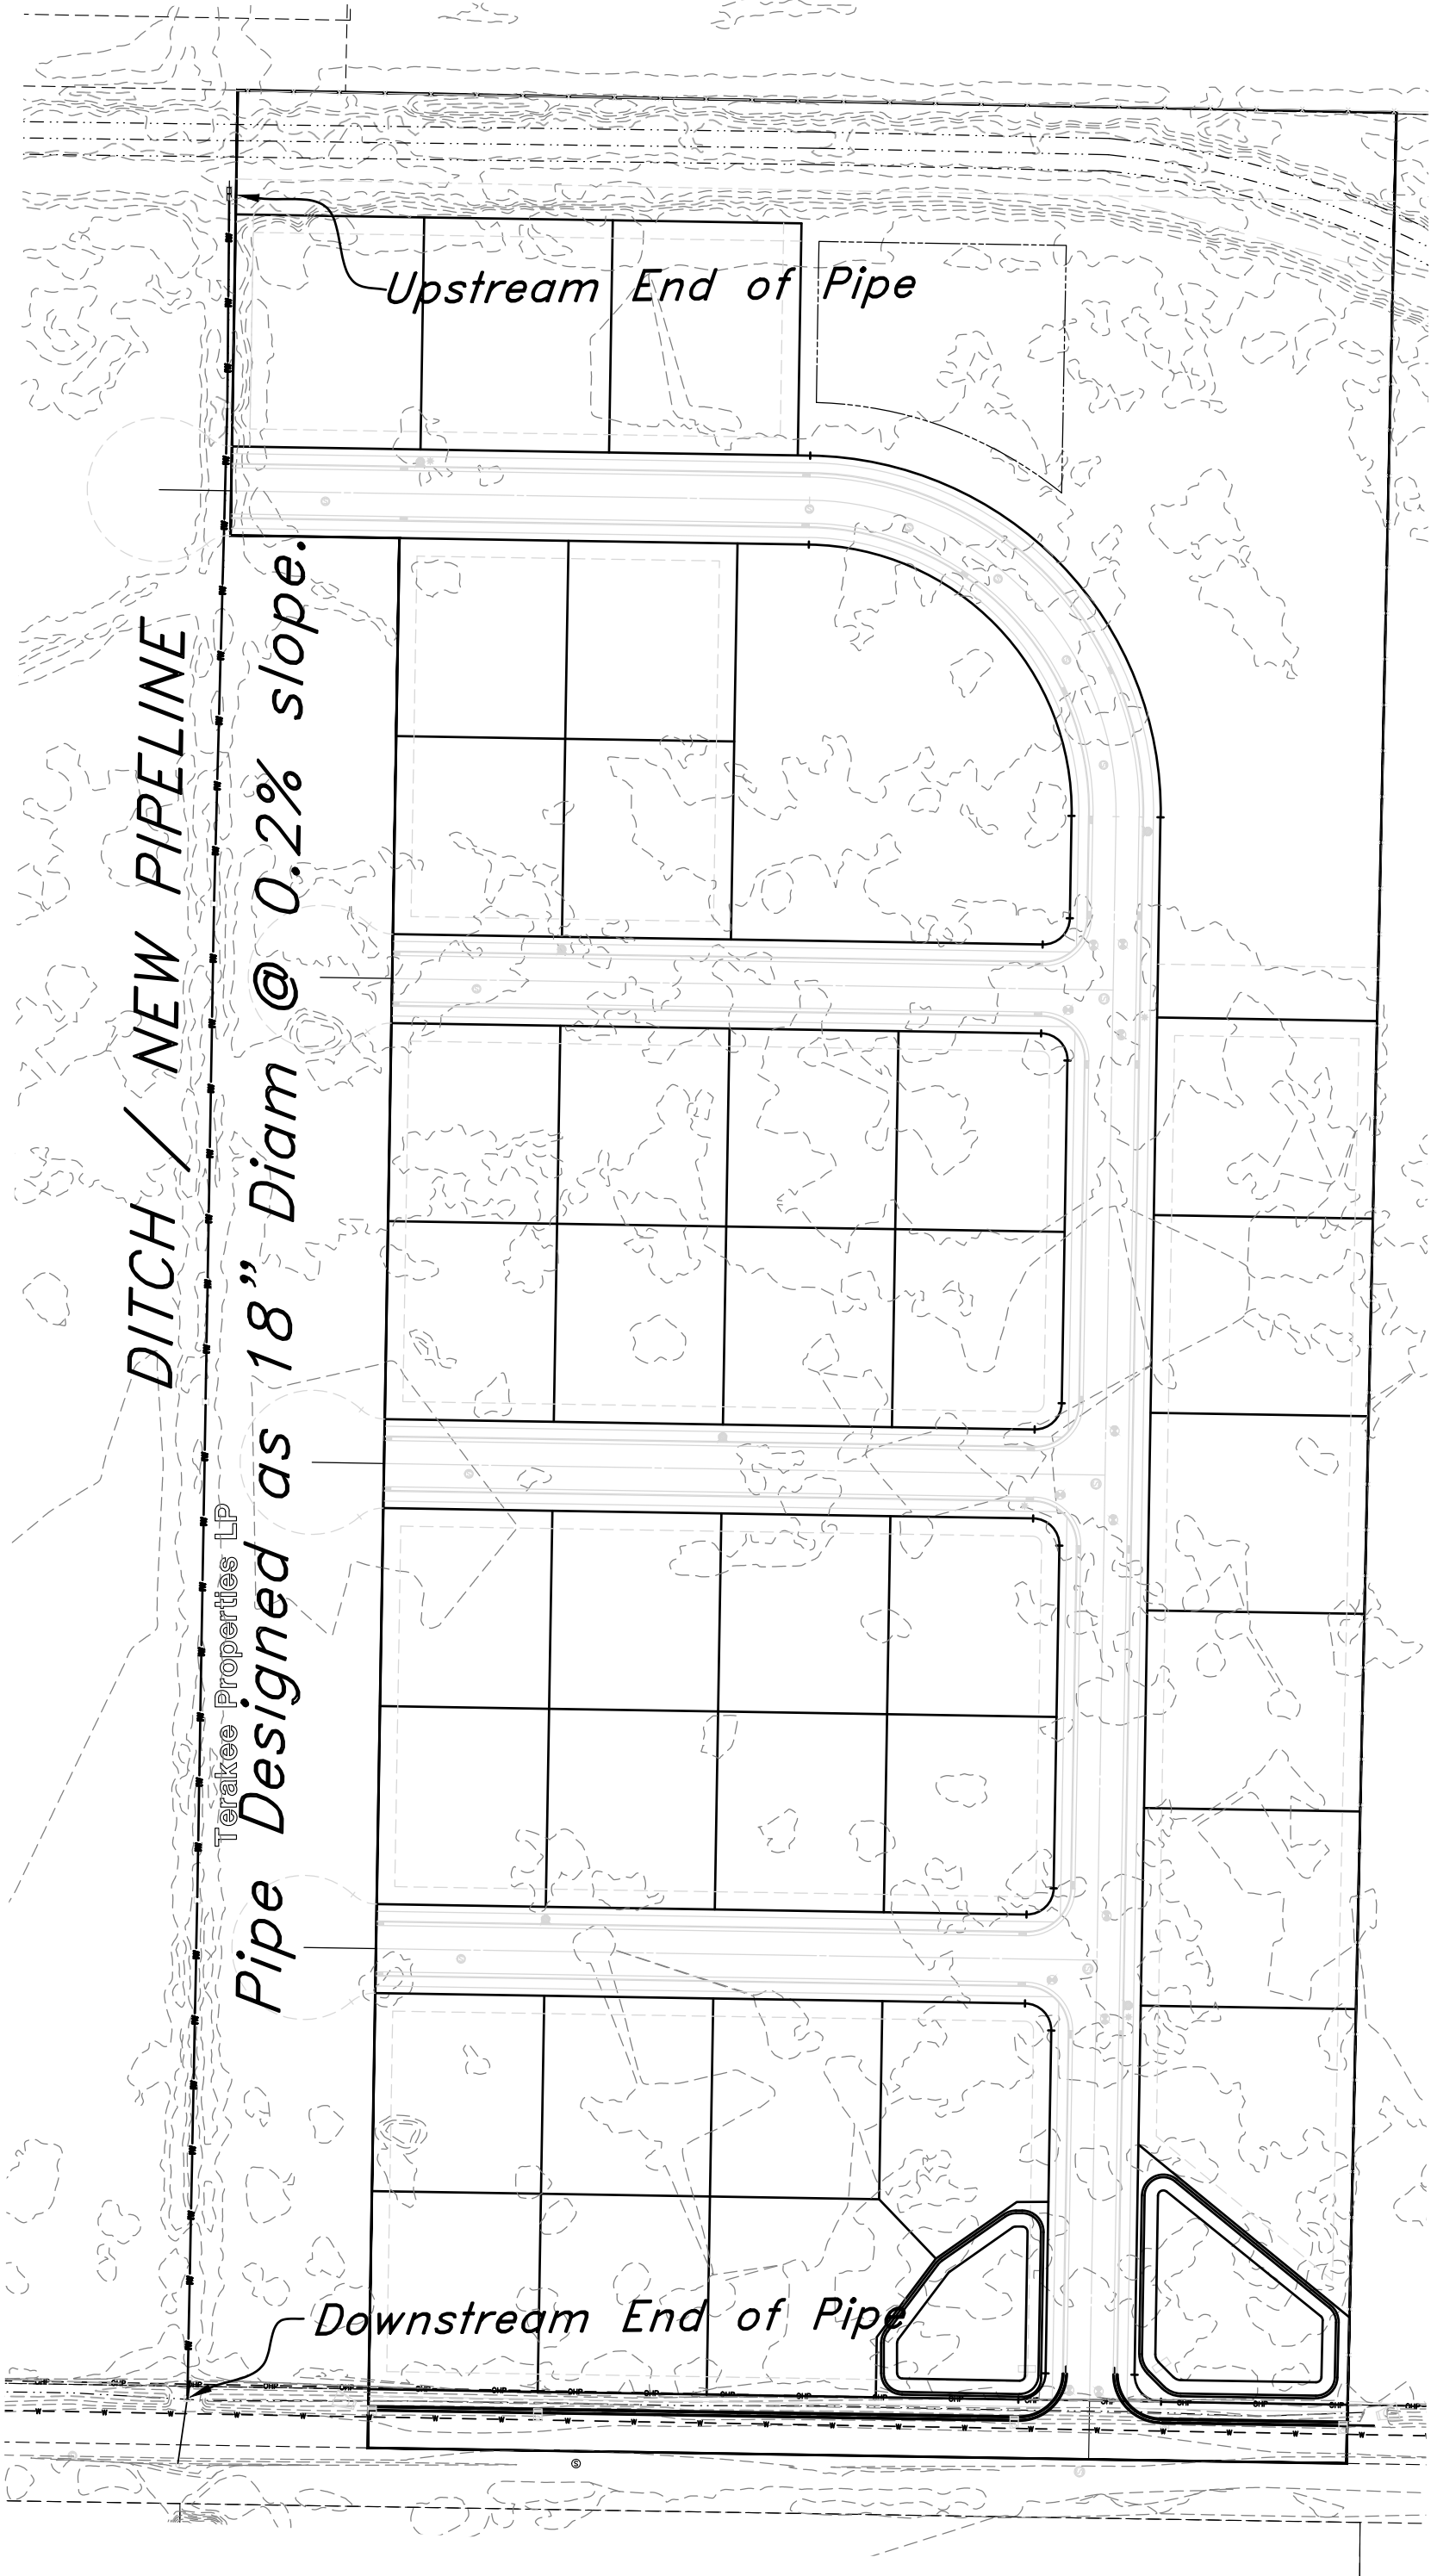 Upstream End of Pipe
DITCH / NEW PIPELINE
Pipe Designed as 18" Diam @ 0.2% slope.
Terakee Properties LP
Downstream End of Pipe